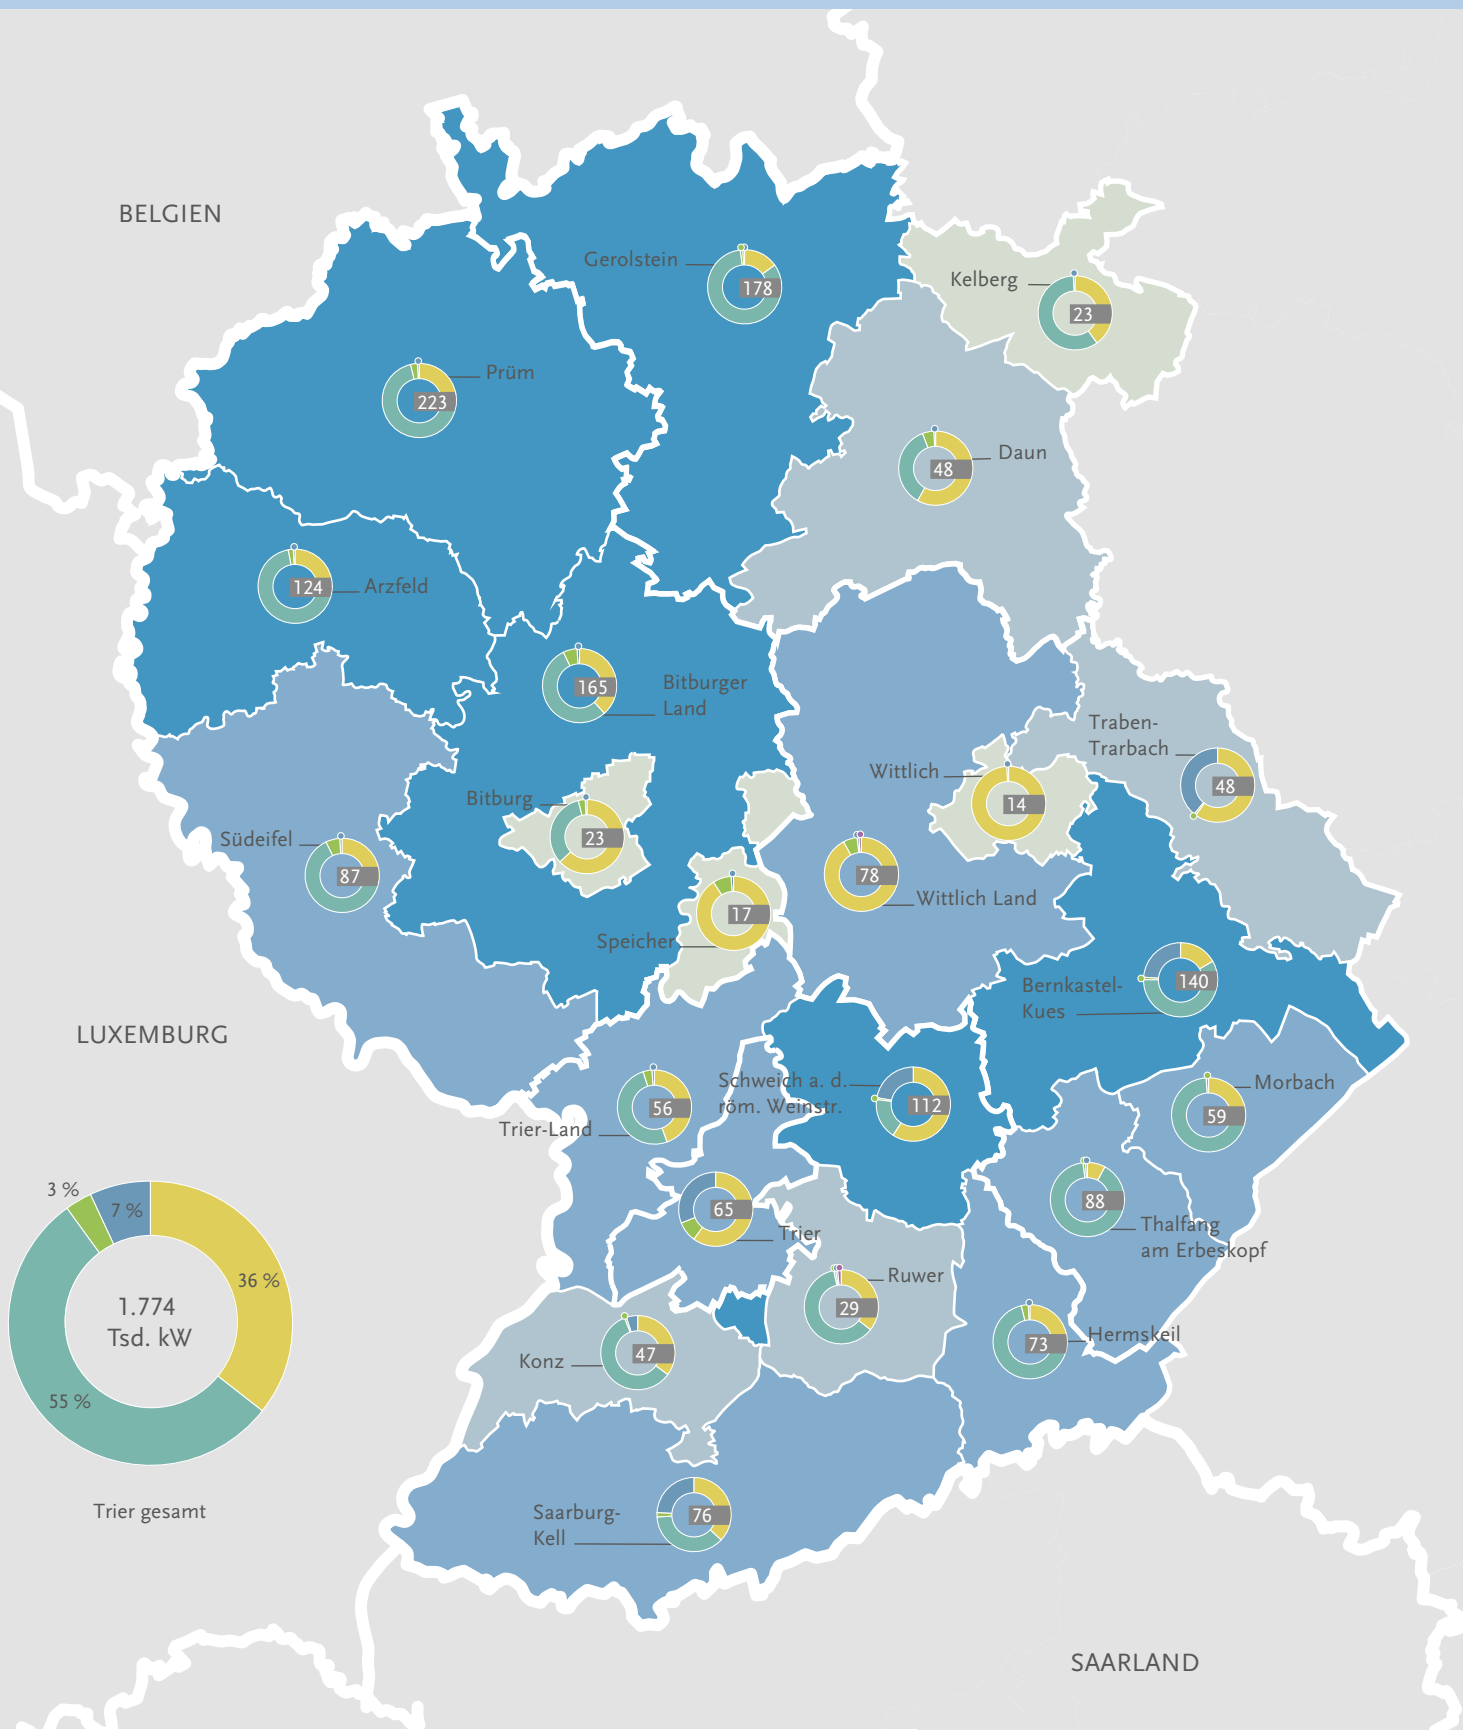 BELGIEN
Gerolstein
178
Kelberg
23
Prüm
223
Daun
48
124
Arzfeld
165
Bitburger
Land
Traben-
Trarbach
48
Wittlich
14
Bitburg
23
Südeifel
87
78
Wittlich Land
17
Speicher
Bernkastel-
Kues
140
LUXEMBURG
Schweich a. d.
röm. Weinstr.
112
Morbach
59
56
Trier-Land
3 %
7 %
36 %
1.774
Tsd. kW
55 %
Trier gesamt
65
Trier
88
Thalfang
am Erbeskopf
Ruwer
29
Konz
47
73
Hermskeil
Saarburg-
Kell
76
SAARLAND